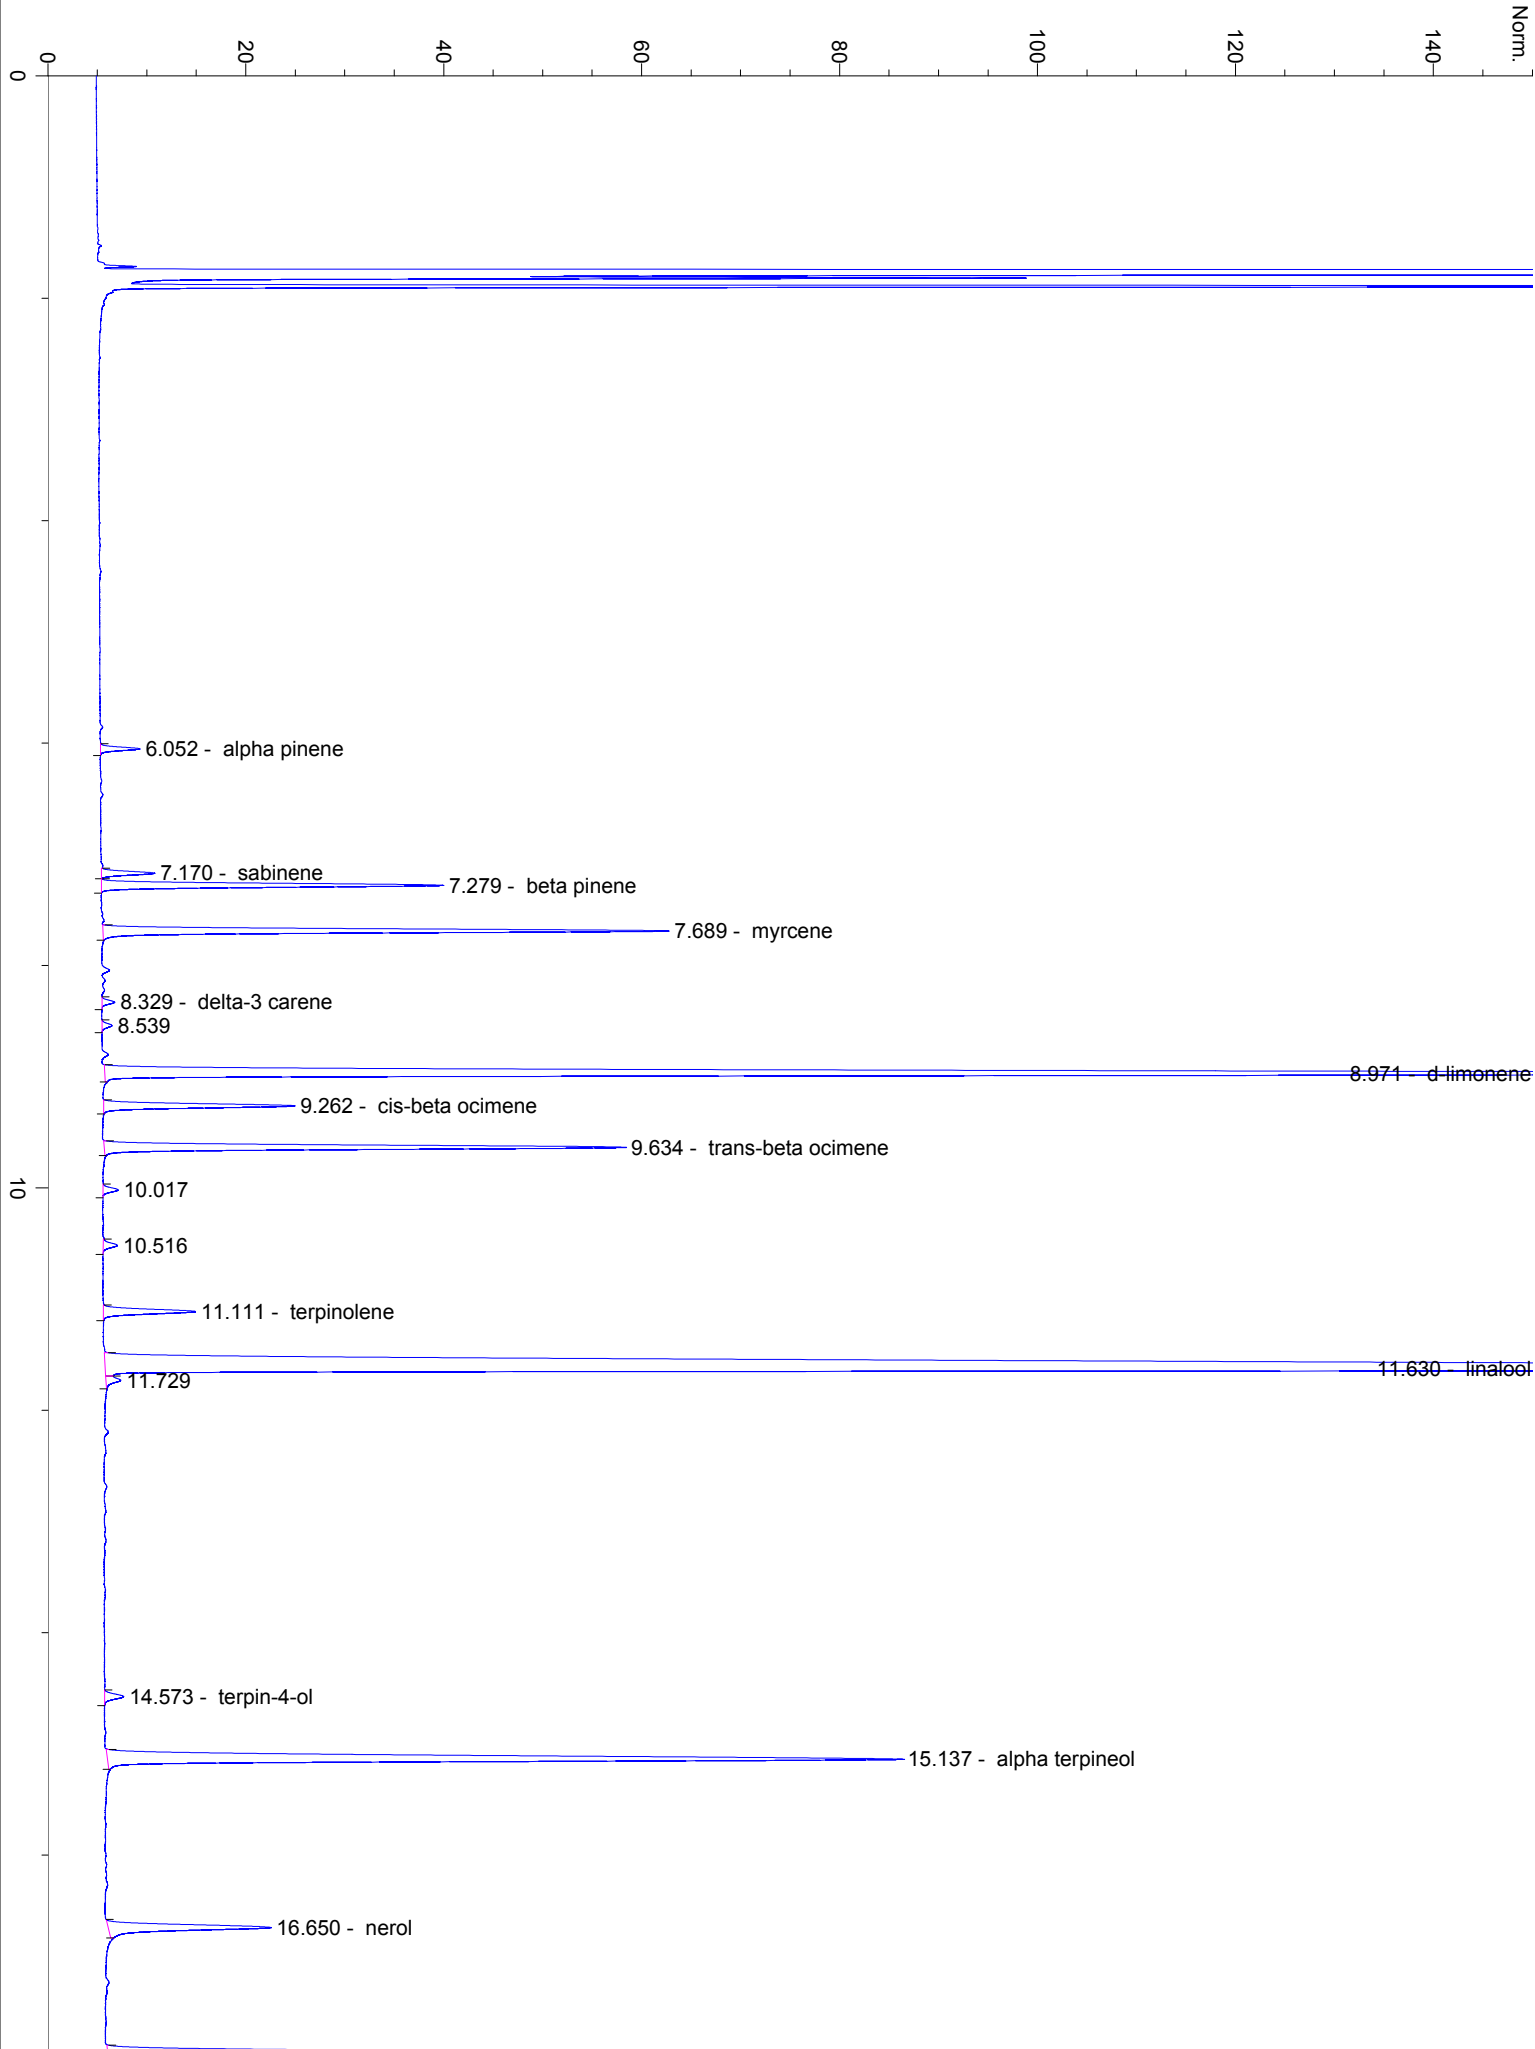 Norm.
0
20
40
60
80
100
120
140
0
6.052 - alpha pinene
7.170 - sabinene
7.279 - beta pinene
7.689 - myrcene
8.329 - delta-3 carene
8.539
8.971 - d-limonene
9.262 - cis-beta ocimene
9.634 - trans-beta ocimene
10
10.017
10.516
11.111 - terpinolene
11.630 - linalool
11.729
14.573 - terpin-4-ol
15.137 - alpha terpineol
16.650 - nerol